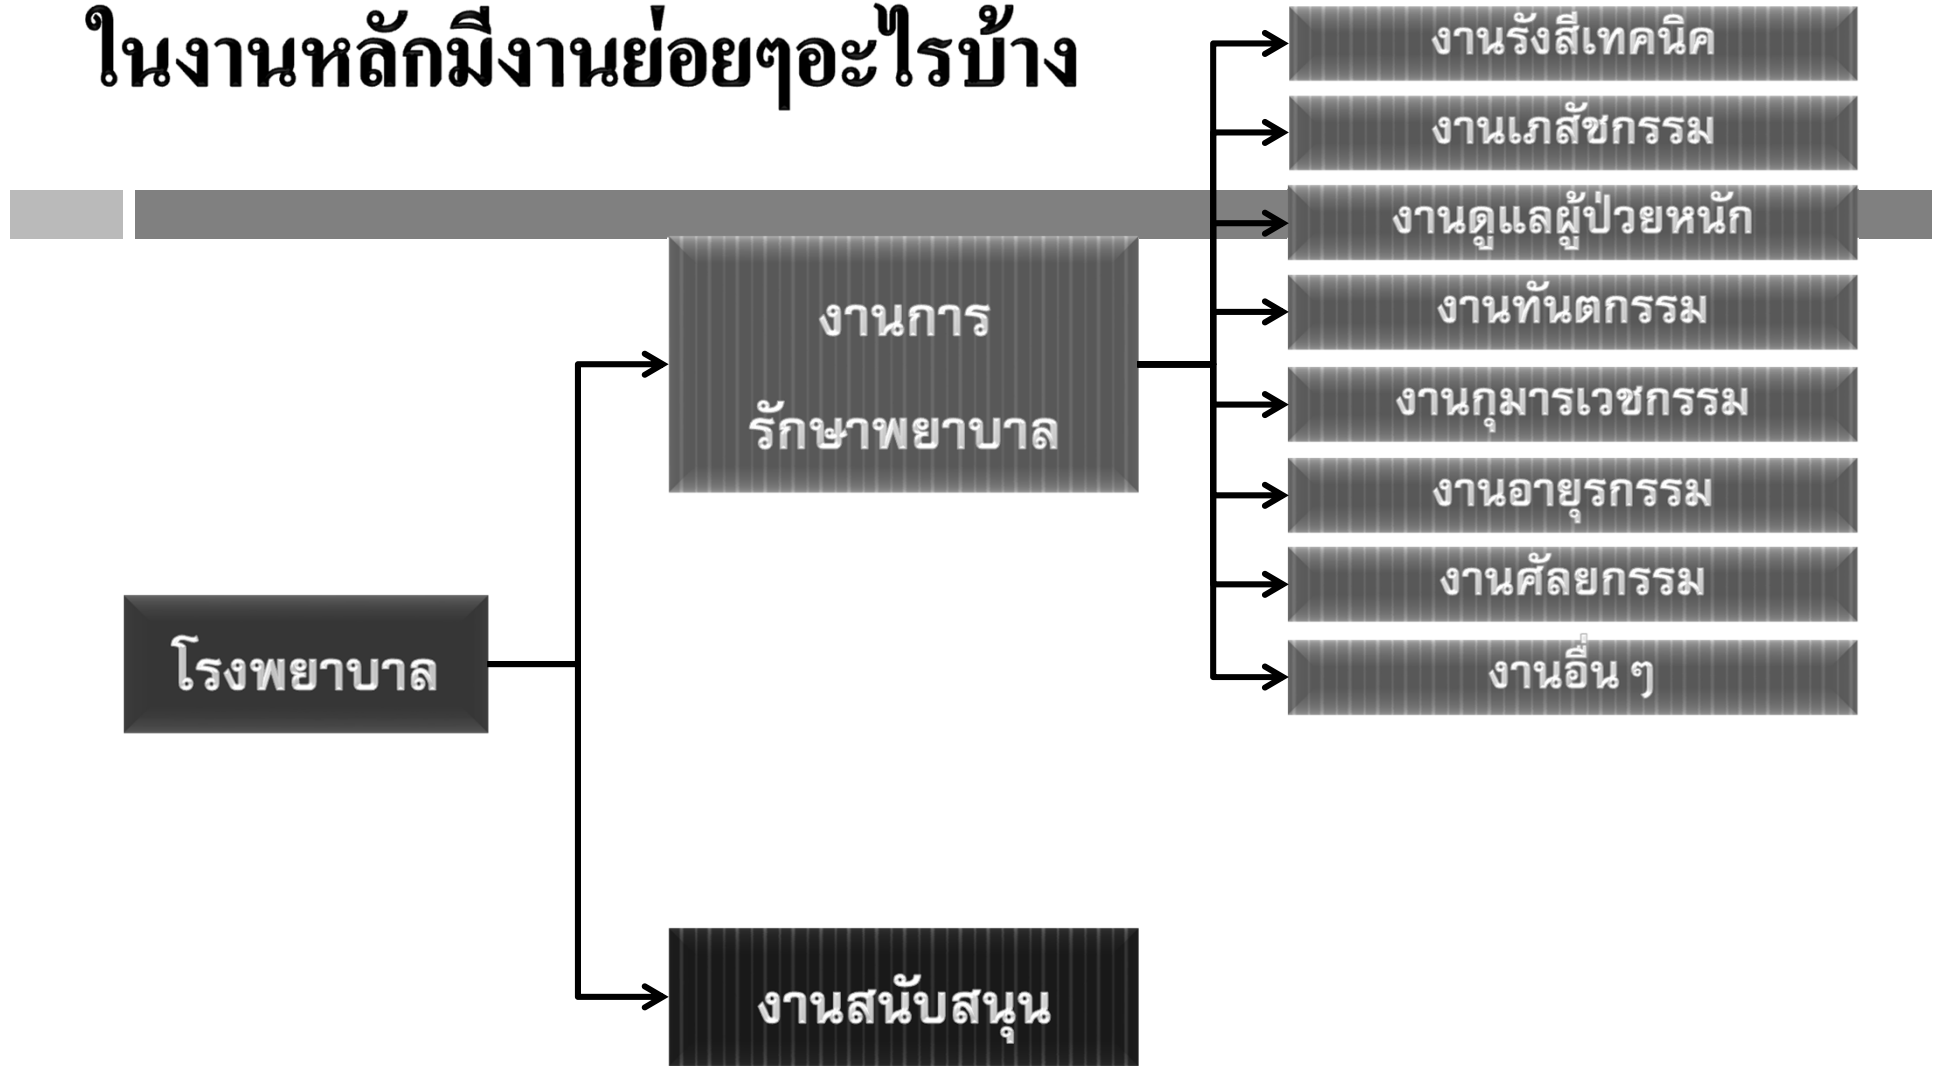 ในงานหลักมีงานย่อยๆอะไรบ้าง
งานรังสีเทคนิค
งานเภสัชกรรม
งานดูแลผู้ป่วยหนัก
งานทันตกรรม
งานกุมารเวชกรรม
งานอายุรกรรม
งานศัลยกรรม
งานอื่น ๆ
งานการ
รักษาพยาบาล
โรงพยาบาล
งานสนับสนุน